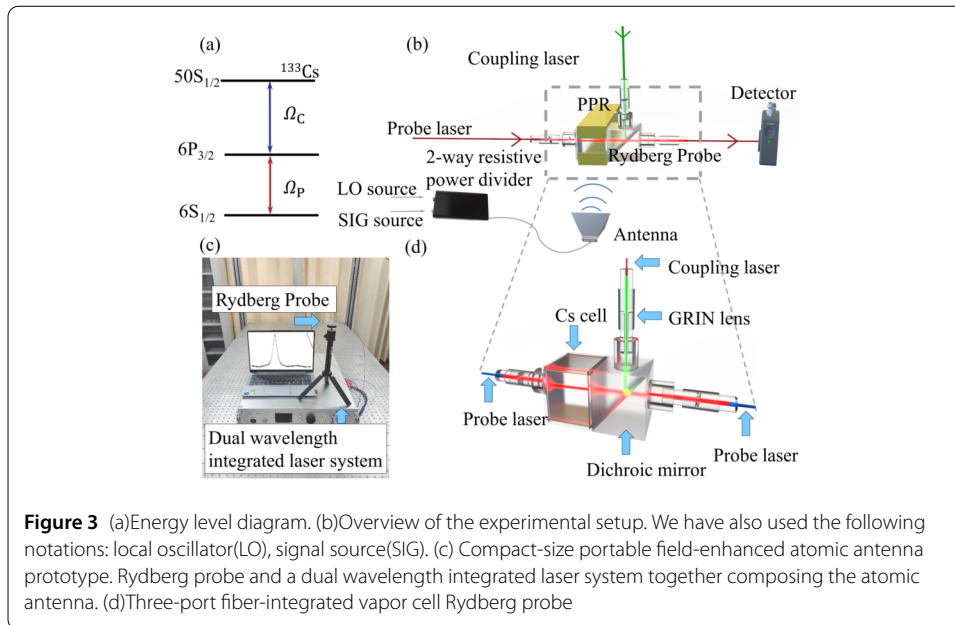 (a)
¹³³Cs
50S₁/₂
Ω_C
6P₃/₂
Ω_P
6S₁/₂
(b)
Coupling laser
PPR
Detector
Probe laser
Rydberg Probe
2-way resistive
power divider
LO source
SIG source
Antenna
(c)
Rydberg Probe
Dual wavelength
integrated laser system
(d)
Coupling laser
Cs cell
GRIN lens
Probe laser
Probe laser
Dichroic mirror
Figure 3 (a)Energy level diagram. (b)Overview of the experimental setup. We have also used the following
notations: local oscillator(LO), signal source(SIG). (c) Compact-size portable field-enhanced atomic antenna
prototype. Rydberg probe and a dual wavelength integrated laser system together composing the atomic
antenna. (d)Three-port fiber-integrated vapor cell Rydberg probe